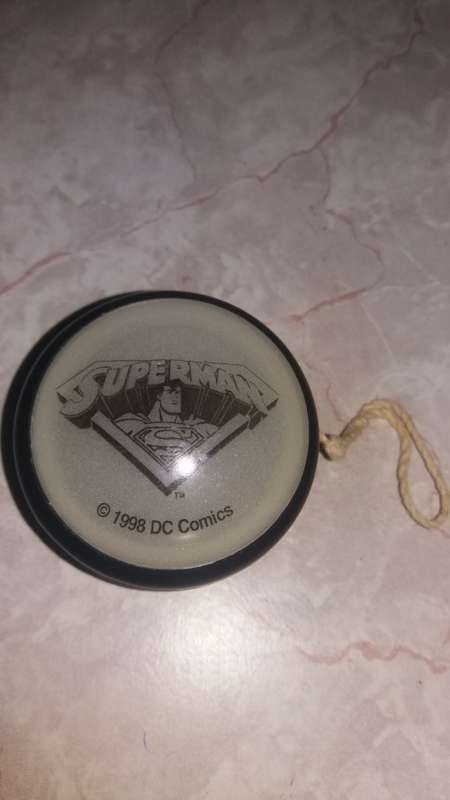 SUPERMAN
S
TM
© 1998 DC Comics